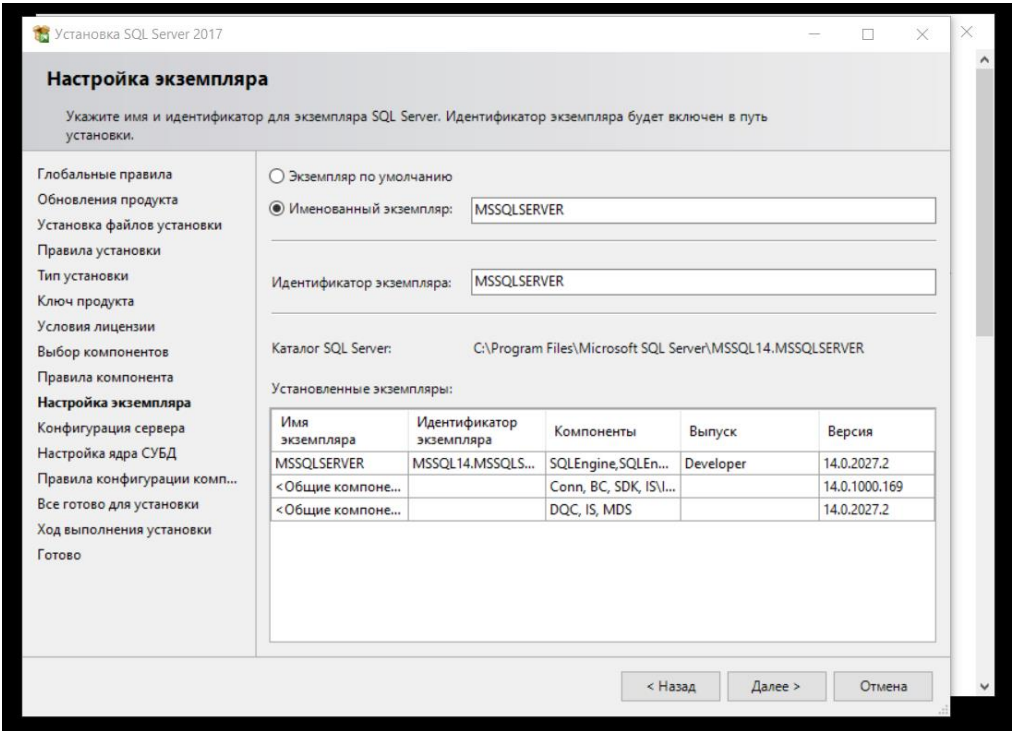 Установка SQL Server 2017
Настройка экземпляра
Укажите имя и идентификатор для экземпляра SQL Server. Идентификатор экземпляра будет включен в путь
установки.
Глобальные правила
Обновления продукта
Установка файлов установки
Правила установки
Тип установки
Ключ продукта
Условия лицензии
Выбор компонентов
Правила компонента
Настройка экземпляра
Конфигурация сервера
Настройка ядра СУБД
Правила конфигурации комп...
Все готово для установки
Ход выполнения установки
Готово
Экземпляр по умолчанию
Именованный экземпляр: MSSQLSERVER
Идентификатор экземпляра: MSSQLSERVER
Каталог SQL Server: C:\Program Files\Microsoft SQL Server\MSSQL14.MSSQLSERVER
Установленные экземпляры:
Имя экземпляра Идентификатор экземпляра Компоненты Выпуск Версия
MSSQLSERVER MSSQL14.MSSQLS... SQLEngine,SQLEn... Developer 14.0.2027.2
<Общие компоне... Conn, BC, SDK, IS\I... 14.0.1000.169
<Общие компоне... DQC, IS, MDS 14.0.2027.2
< Назад Далее > Отмена